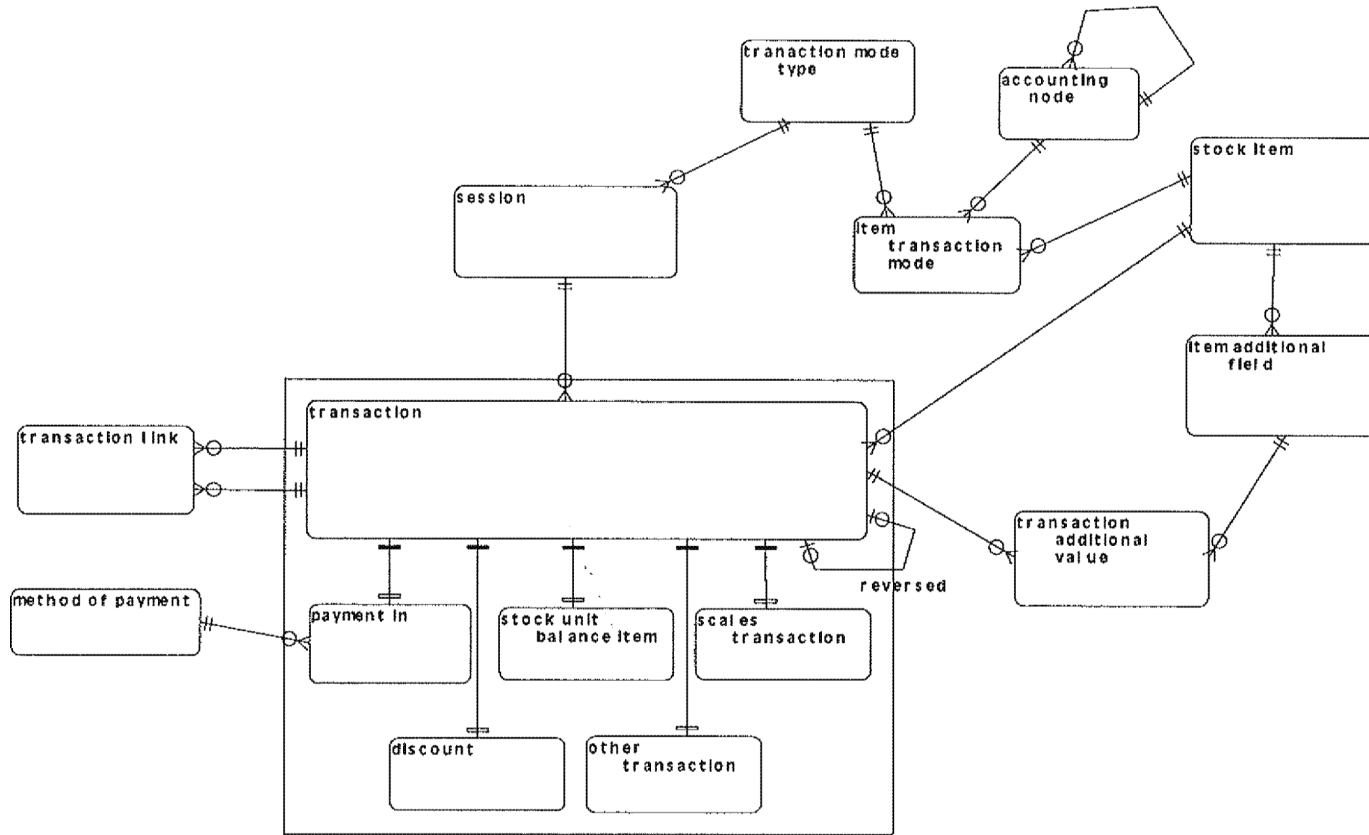 tranaction mode
type
accounting
node
stock item
session
item
transaction
mode
item additional
field
transaction
transaction link
transaction
additional
value
reversed
method of payment
payment in
stock unit
balance item
scales
transaction
discount
other
transaction